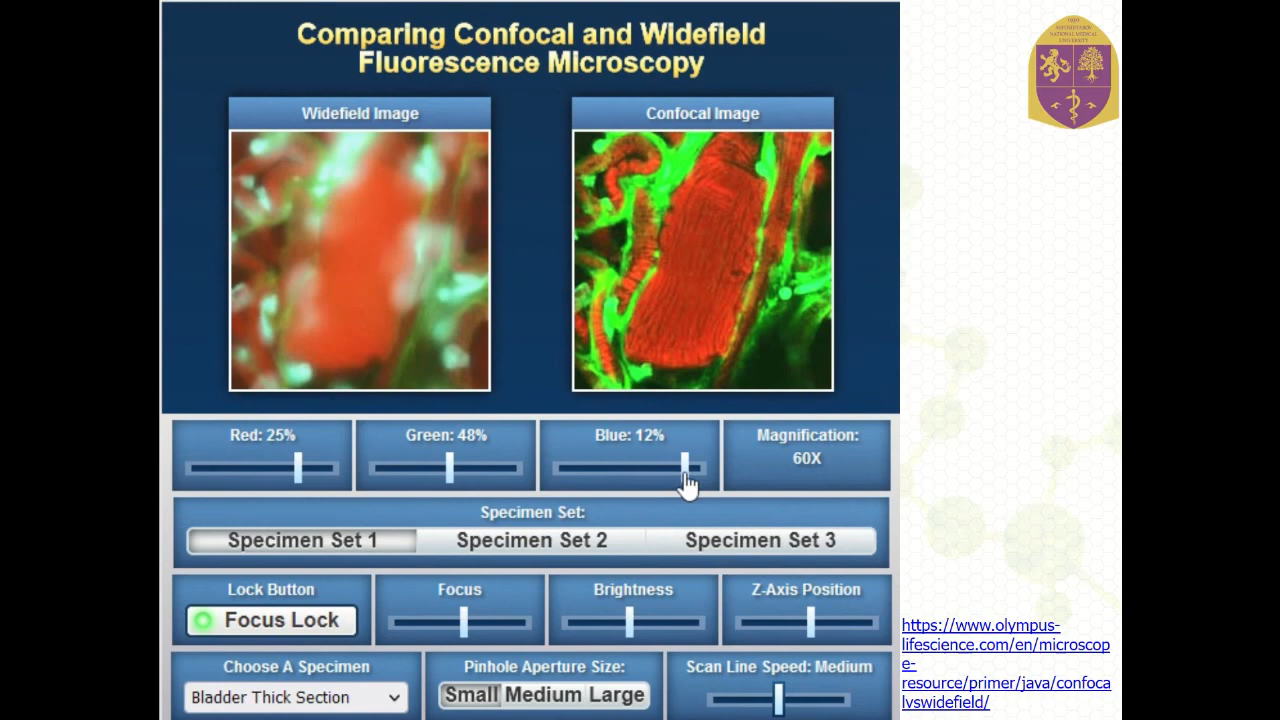 Comparing Confocal and Widefield
Fluorescence Microscopy
Widefield Image
Confocal Image
Red: 25%
Green: 48%
Blue: 12%
Magnification:
60X
Specimen Set:
Specimen Set 1
Specimen Set 2
Specimen Set 3
Lock Button
Focus
Brightness
Z-Axis Position
Focus Lock
Choose A Specimen
Pinhole Aperture Size:
Scan Line Speed: Medium
Bladder Thick Section
Small Medium Large
NATIONAL MEDICAL
UNIVERSITY
https://www.olympus-
lifescience.com/en/microscop
e-
resource/primer/java/confoca
lvswidefield/